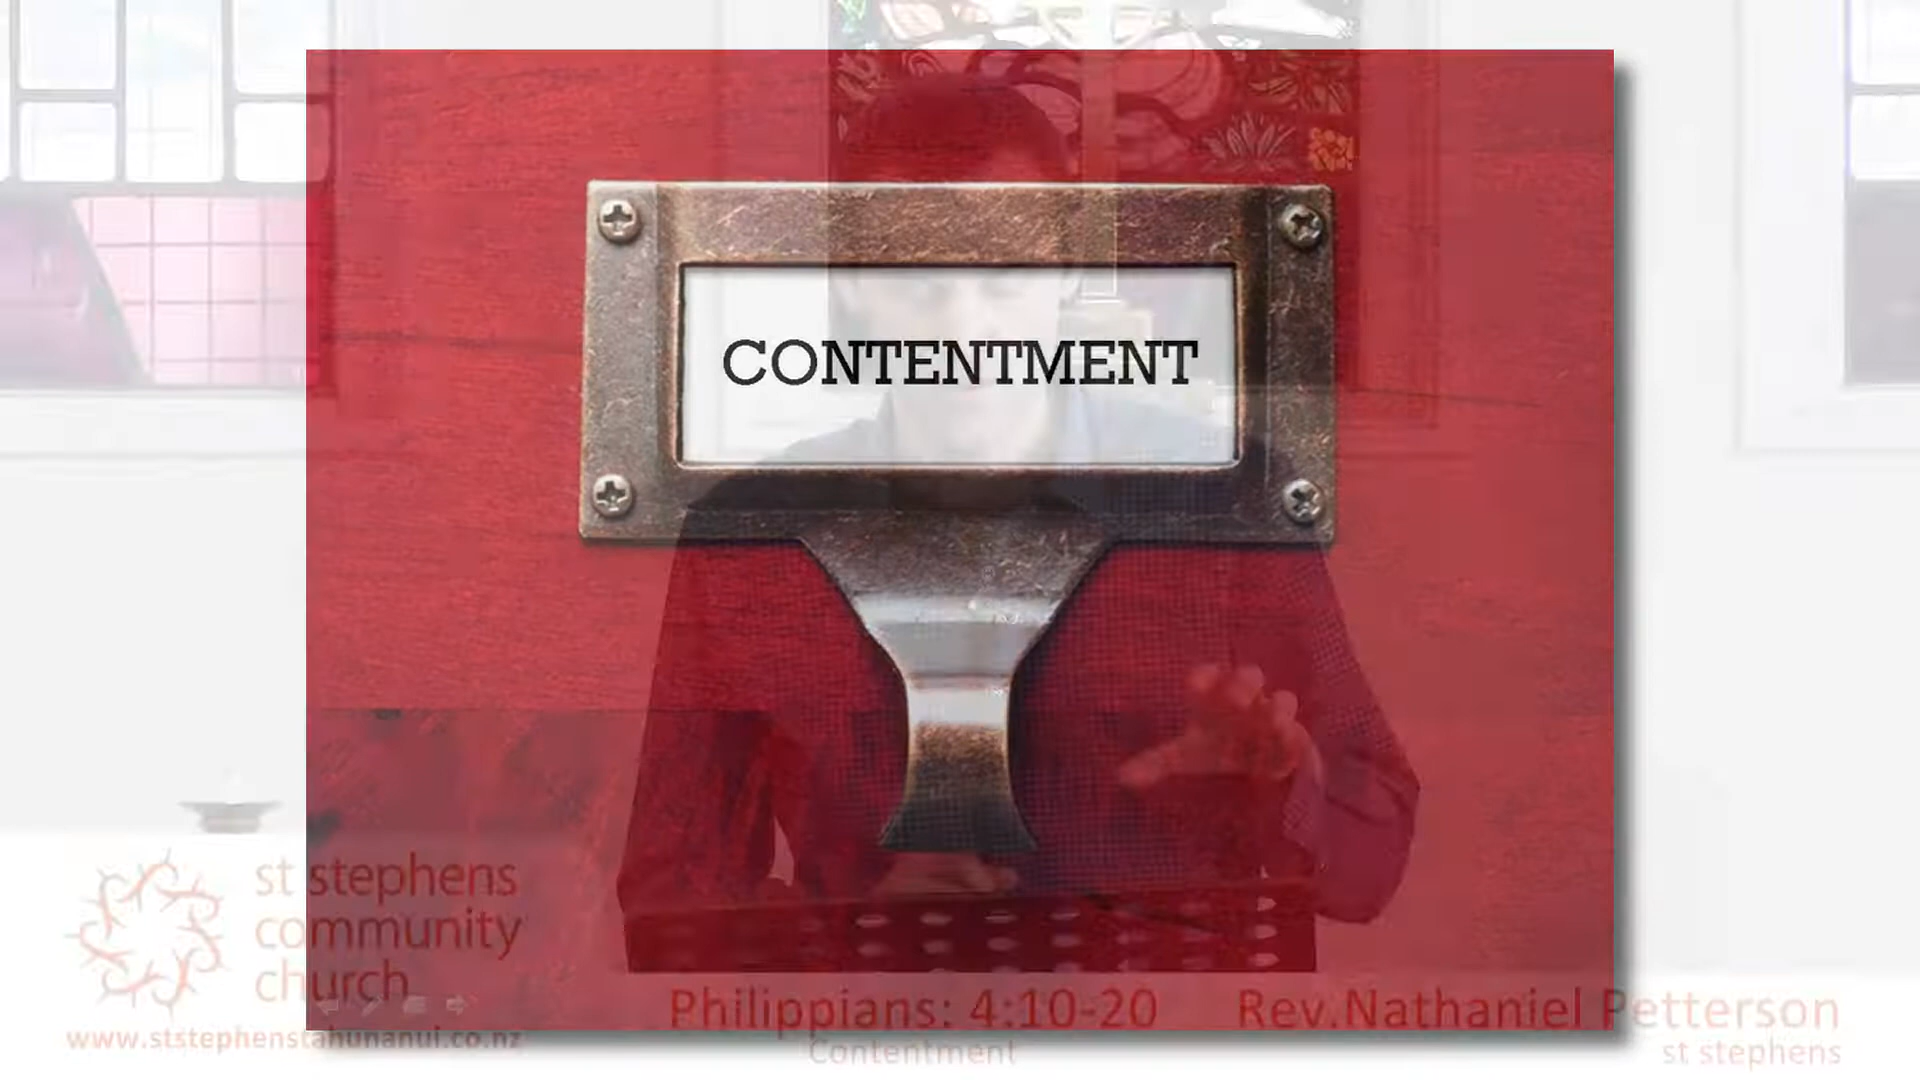 CONTENTMENT
st stephens
community
church
www.ststephenstahunanui.co.nz
Philippians: 4:10-20
Contentment
Rev.Nathaniel Petterson
st stephens